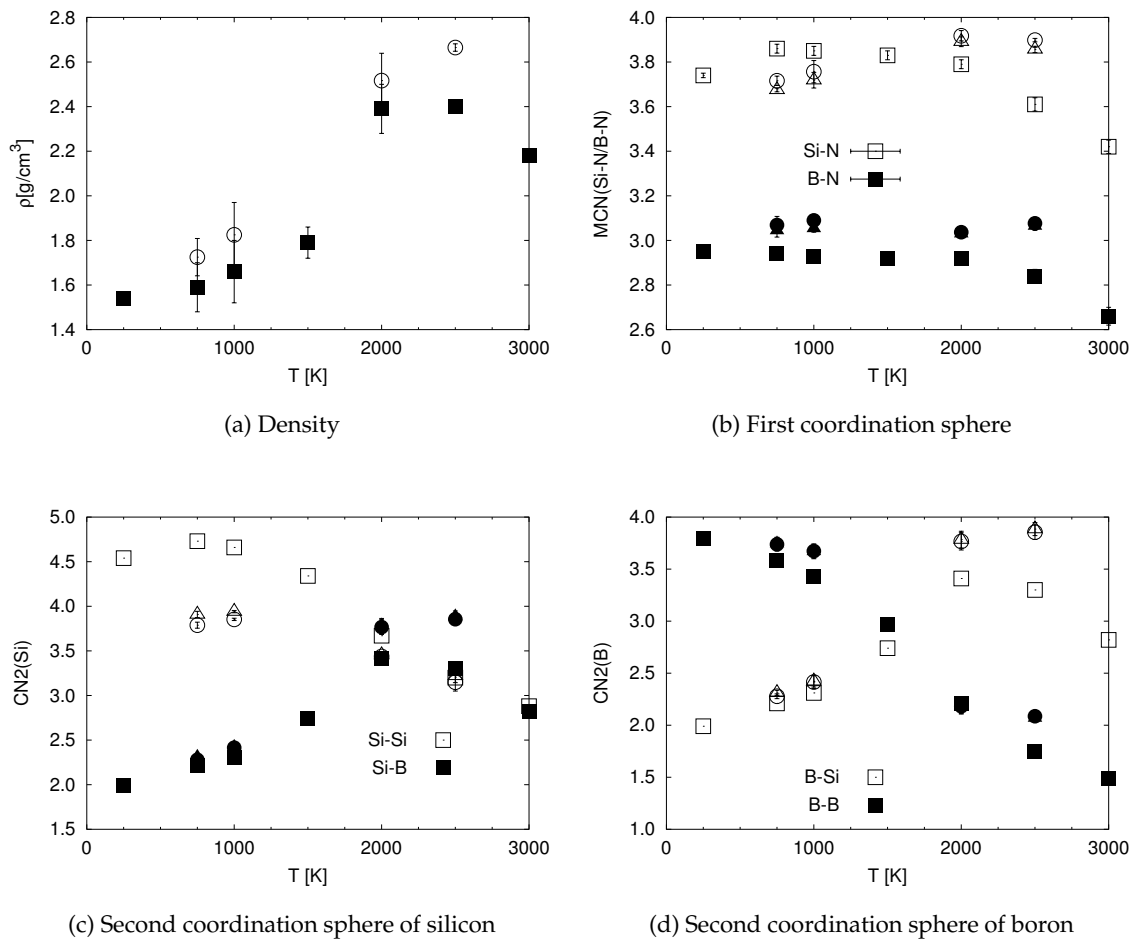 2.8
2.6
2.4
2.2
2.0
1.8
1.6
1.4
ρ[g/cm³]
0 1000 2000 3000
T [K]
(a) Density
4.0
3.8
3.6
3.4
3.2
3.0
2.8
2.6
MCN(Si-N/B-N)
Si-N
B-N
0 1000 2000 3000
T [K]
(b) First coordination sphere
5.0
4.5
4.0
3.5
3.0
2.5
2.0
1.5
CN2(Si)
Si-Si
Si-B
0 1000 2000 3000
T [K]
(c) Second coordination sphere of silicon
4.0
3.5
3.0
2.5
2.0
1.5
1.0
CN2(B)
B-Si
B-B
0 1000 2000 3000
T [K]
(d) Second coordination sphere of boron